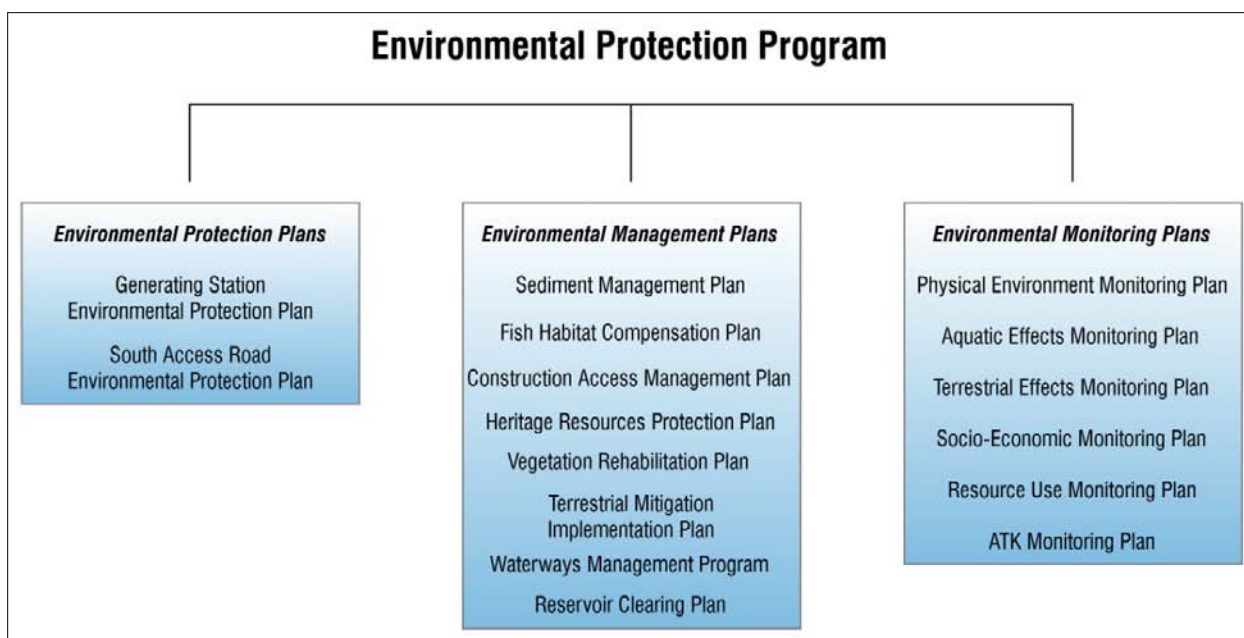 Environmental Protection Program
Environmental Protection Plans
Generating Station
Environmental Protection Plan
South Access Road
Environmental Protection Plan
Environmental Management Plans
Sediment Management Plan
Fish Habitat Compensation Plan
Construction Access Management Plan
Heritage Resources Protection Plan
Vegetation Rehabilitation Plan
Terrestrial Mitigation
Implementation Plan
Waterways Management Program
Reservoir Clearing Plan
Environmental Monitoring Plans
Physical Environment Monitoring Plan
Aquatic Effects Monitoring Plan
Terrestrial Effects Monitoring Plan
Socio-Economic Monitoring Plan
Resource Use Monitoring Plan
ATK Monitoring Plan